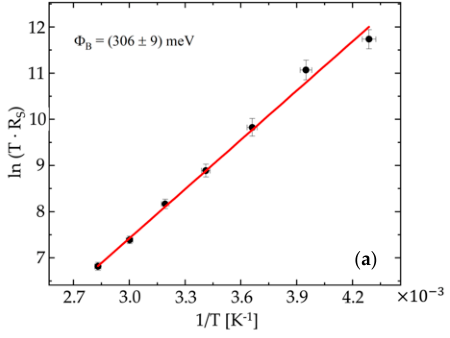 Φ_B = (306 ± 9) meV
12
11
10
9
8
7
ln (T · R_S)
(a)
2.7 3.0 3.3 3.6 3.9 4.2 ×10⁻³
1/T [K⁻¹]